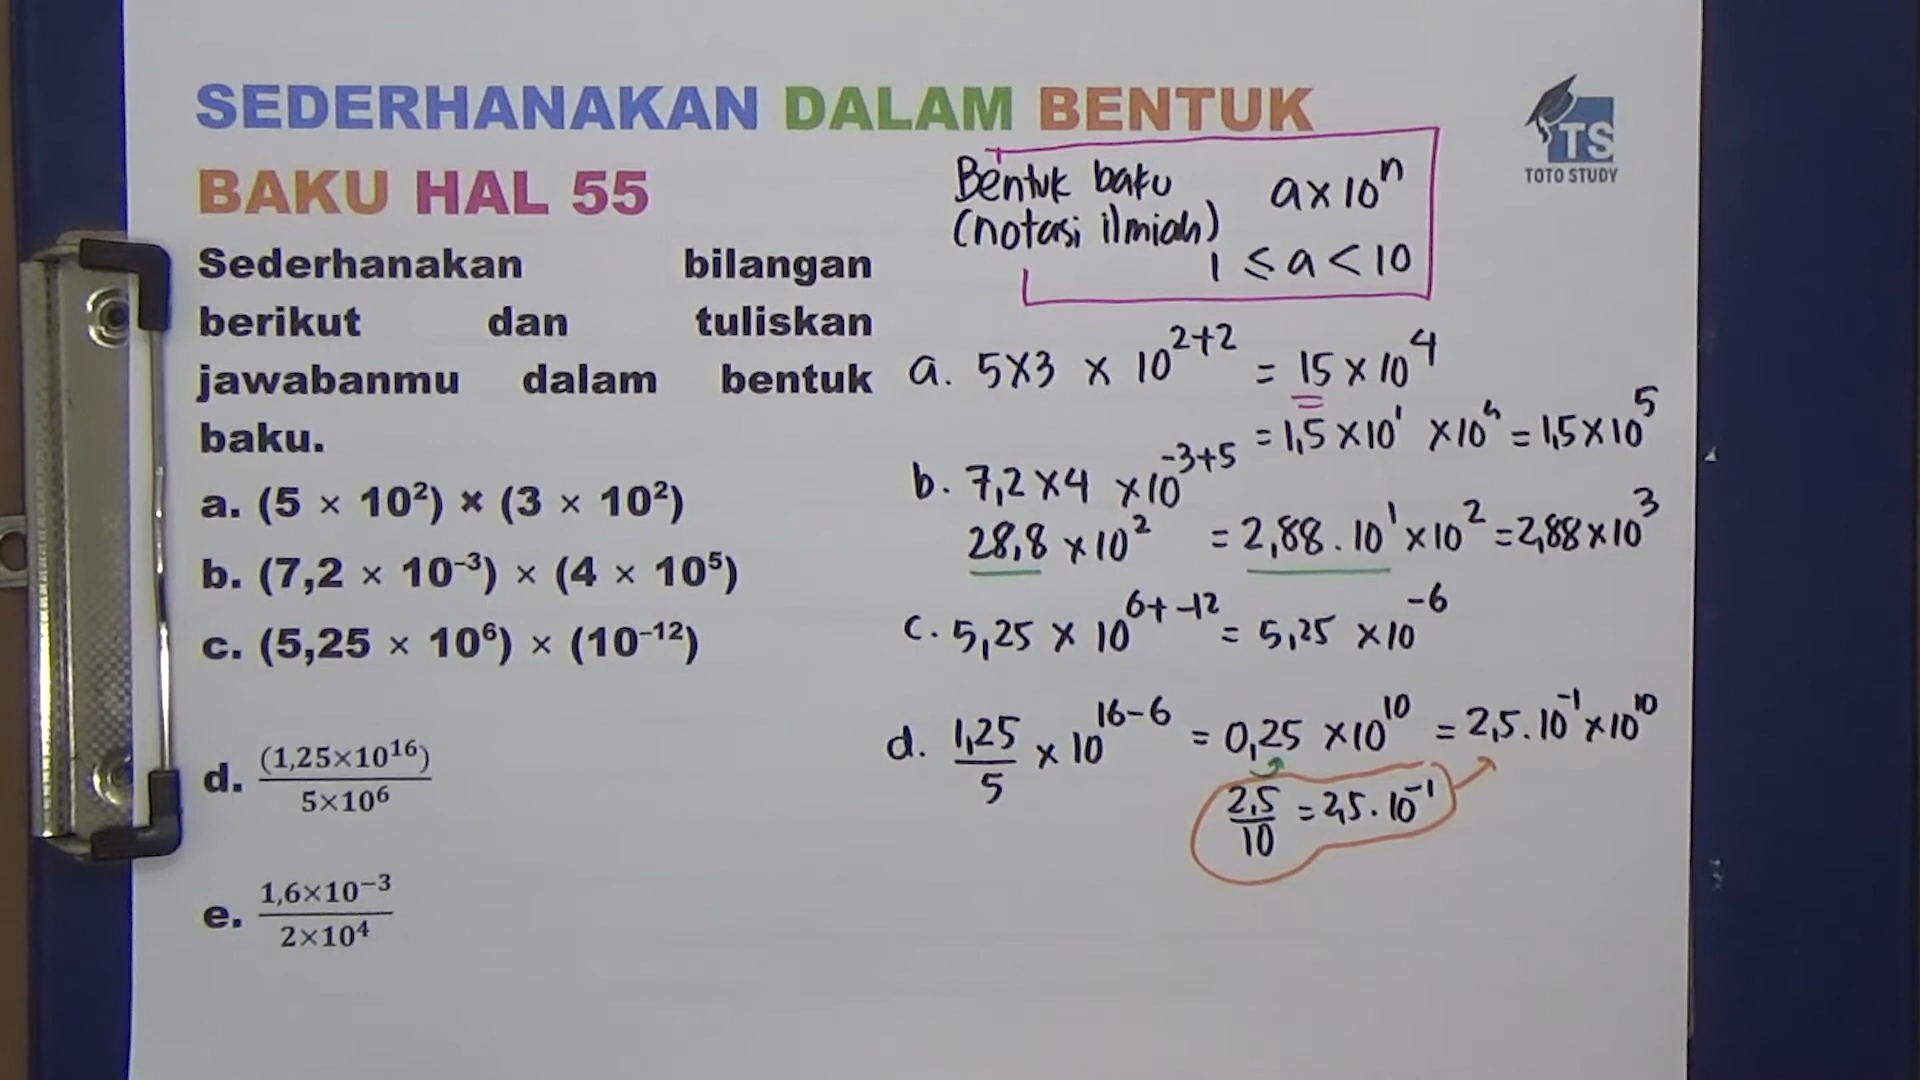 SEDERHANAKAN DALAM BENTUK
BAKU HAL 55
TS
TOTO STUDY
Bentuk baku a×10ⁿ
(notasi ilmiah)
1 ≤ a < 10
Sederhanakan bilangan
berikut dan tuliskan
jawabanmu dalam bentuk
baku.
a. (5 × 10²) × (3 × 10²)
b. (7,2 × 10⁻³) × (4 × 10⁵)
c. (5,25 × 10⁶) × (10⁻¹²)
d. (1,25×10¹⁶)
5×10⁶
e. 1,6×10⁻³
2×10⁴
a. 5×3 × 10²⁺² = 15 × 10⁴
= 1,5 × 10¹ × 10⁴ = 1,5 × 10⁵
b. 7,2 × 4 × 10⁻³⁺⁵
28,8 × 10² = 2,88 . 10¹ × 10² = 2,88 × 10³
c. 5,25 × 10⁶⁺⁻¹² = 5,25 × 10⁻⁶
d. 1,25/5 × 10¹⁶⁻⁶ = 0,25 × 10¹⁰ = 2,5 . 10⁻¹ × 10¹⁰
2,5/10 = 2,5 . 10⁻¹